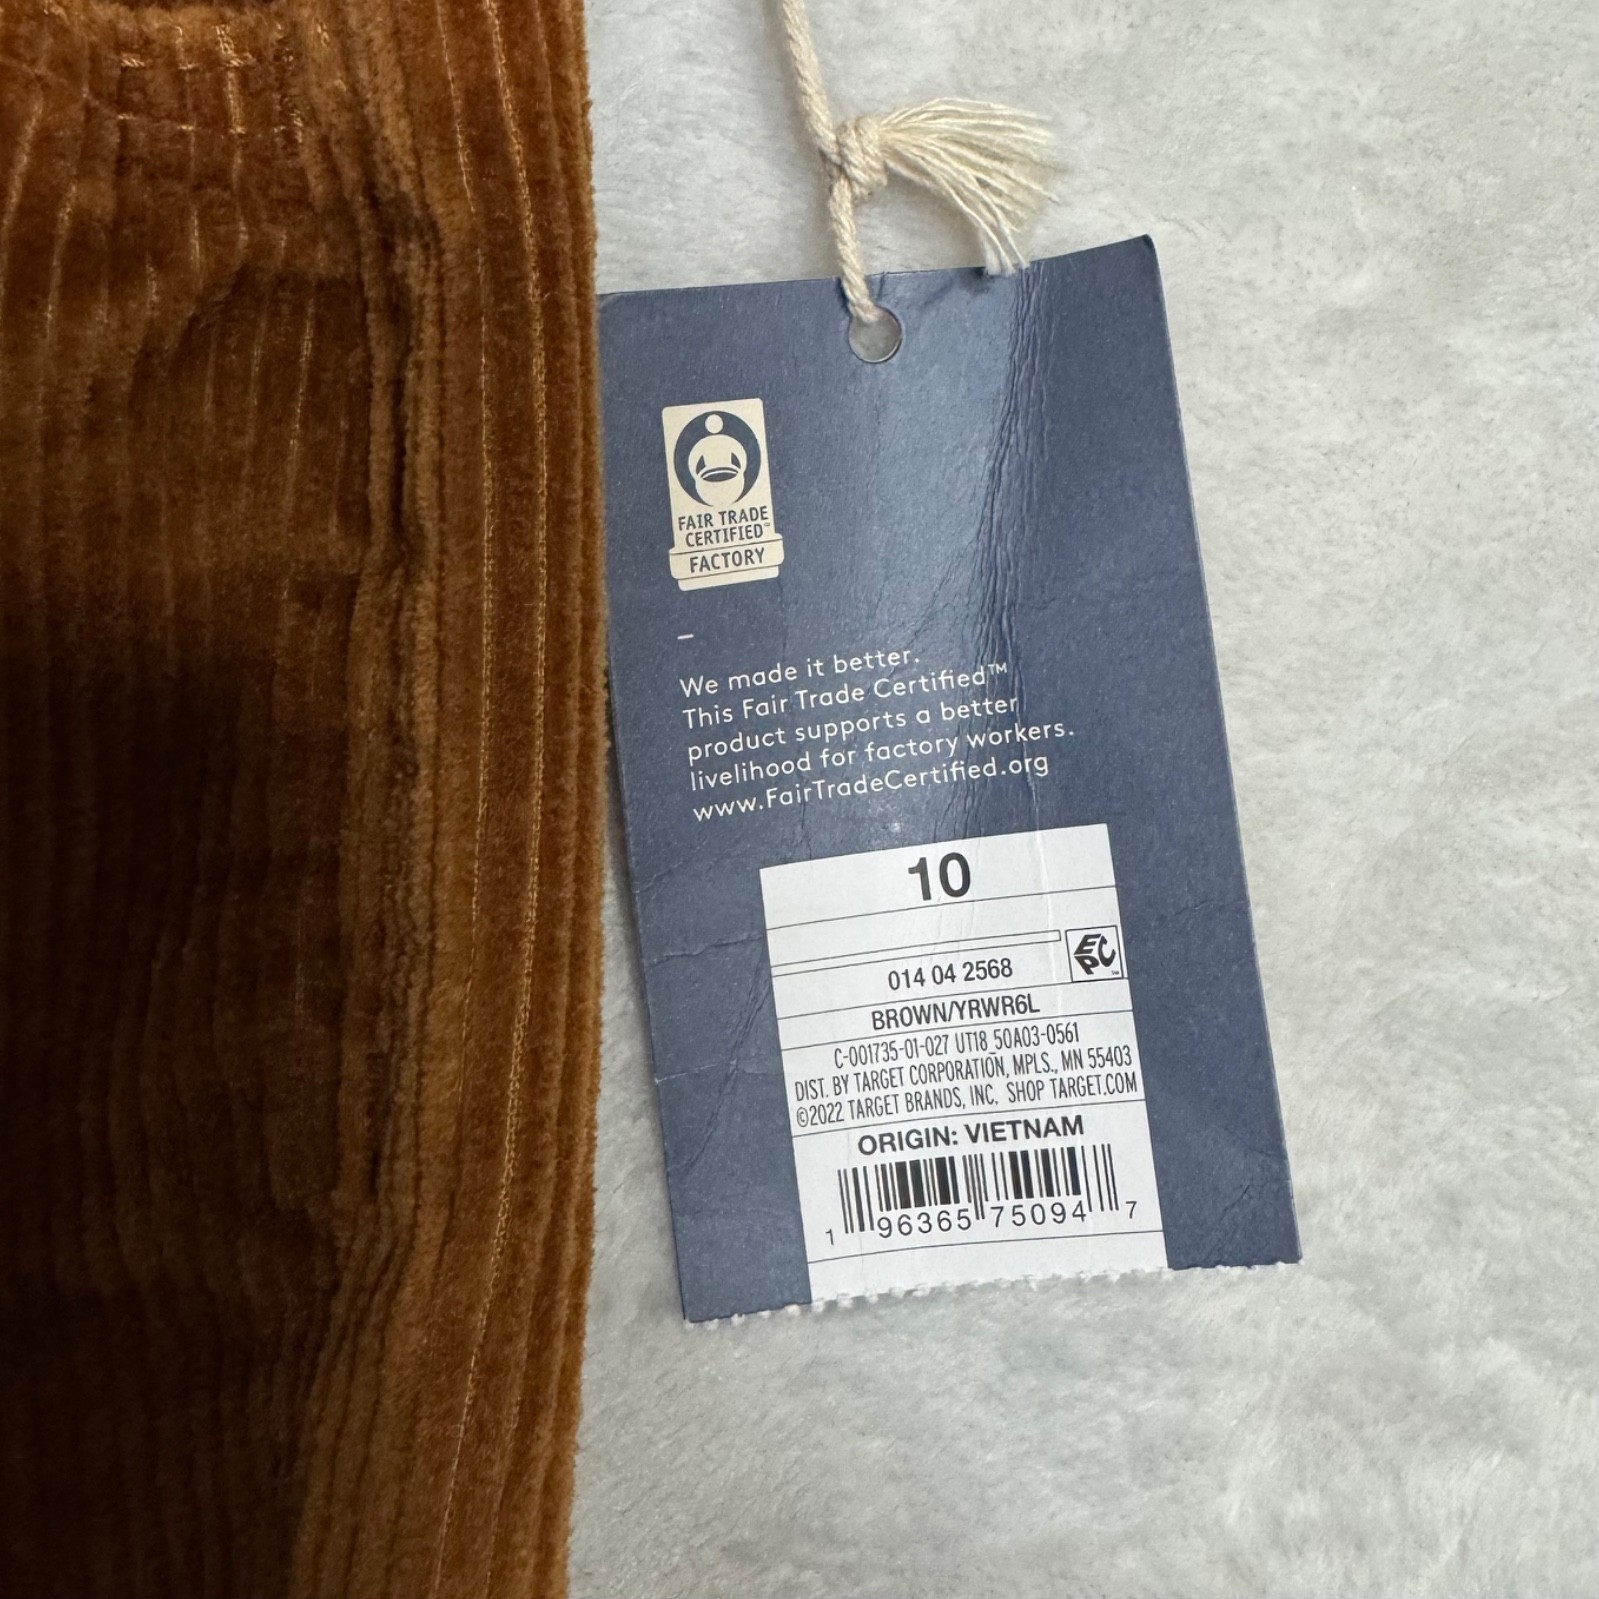 FAIR TRADE
CERTIFIED™
FACTORY
–
We made it better.
This Fair Trade Certified™
product supports a better
livelihood for factory workers.
www.FairTradeCertified.org
10
EPC
014 04 2568
BROWN/YRWR6L
C-001735-01-027 UT18_50A03-0561
DIST. BY TARGET CORPORATION, MPLS., MN 55403
©2022 TARGET BRANDS, INC. SHOP TARGET.COM
ORIGIN: VIETNAM
1 96365 75094 7